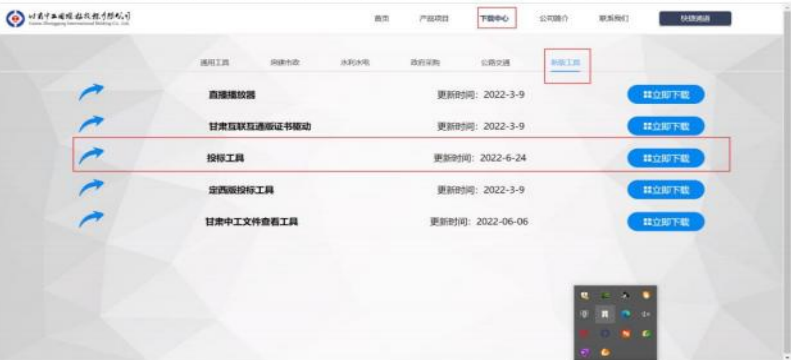 首页 产品项目 下载中心 公司简介 联系我们 快捷通道
通用工具 房建市政 水利水电 政府采购 公路交通 新版工具
直播播放器 更新时间: 2022-3-9 立即下载
甘肃互联互通版证书驱动 更新时间: 2022-3-9 立即下载
投标工具 更新时间: 2022-6-24 立即下载
定西版投标工具 更新时间: 2022-3-9 立即下载
甘肃中工文件查看工具 更新时间: 2022-06-06 立即下载